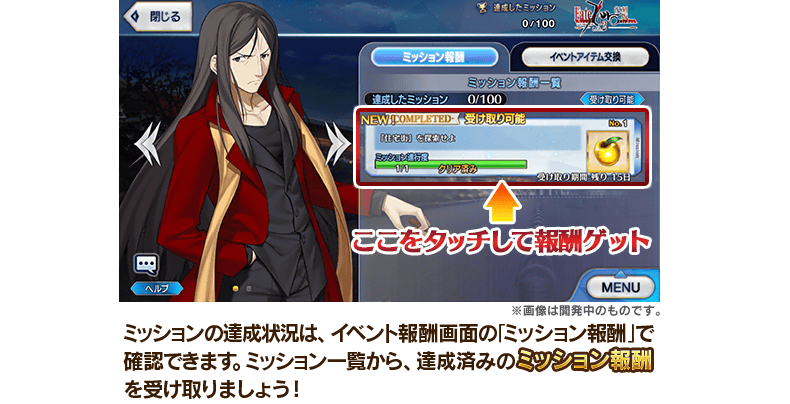 閉じる
達成したミッション
0/100
Fate/Zero
ミッション報酬
イベントアイテム交換
ミッション報酬一覧
達成したミッション 0/100
受け取り可能
NEW! COMPLETED 受け取り可能
No.1
「住宅街」を探索せよ
ミッション進行度
1/1 クリア済み
Mission
受け取り期間 残り 15日
ここをタッチして報酬ゲット
ヘルプ
MENU
※画像は開発中のものです。
ミッションの達成状況は、イベント報酬画面の「ミッション報酬」で
確認できます。ミッション一覧から、達成済みのミッション報酬
を受け取りましょう！